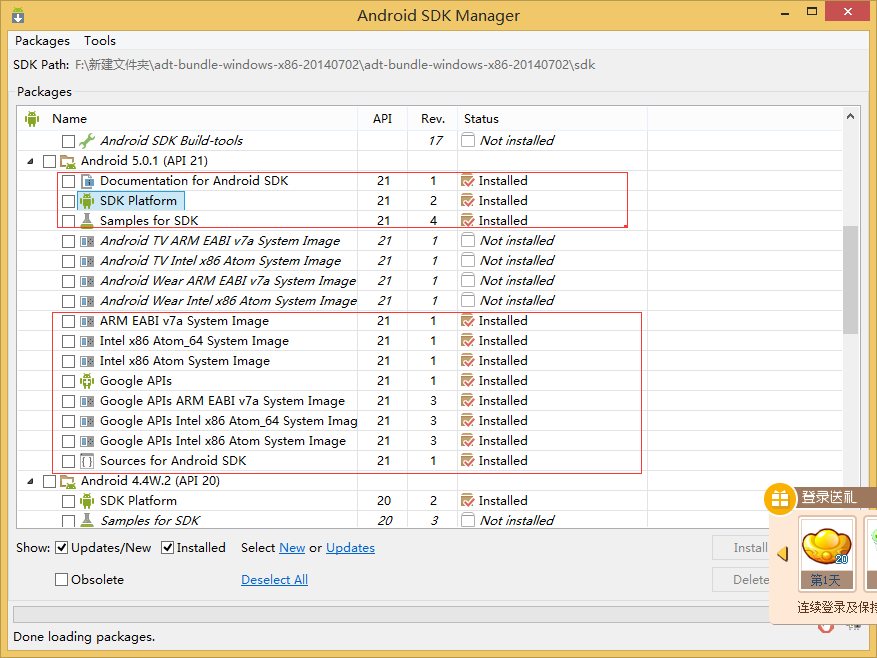 Android SDK Manager
Packages Tools
SDK Path: F:\新建文件夹\adt-bundle-windows-x86-20140702\adt-bundle-windows-x86-20140702\sdk
Packages
Name API Rev. Status
Android SDK Build-tools 17 Not installed
Android 5.0.1 (API 21)
Documentation for Android SDK 21 1 Installed
SDK Platform 21 2 Installed
Samples for SDK 21 4 Installed
Android TV ARM EABI v7a System Image 21 1 Not installed
Android TV Intel x86 Atom System Image 21 1 Not installed
Android Wear ARM EABI v7a System Image 21 1 Not installed
Android Wear Intel x86 Atom System Image 21 1 Not installed
ARM EABI v7a System Image 21 1 Installed
Intel x86 Atom_64 System Image 21 1 Installed
Intel x86 Atom System Image 21 1 Installed
Google APIs 21 1 Installed
Google APIs ARM EABI v7a System Image 21 3 Installed
Google APIs Intel x86 Atom_64 System Imag 21 3 Installed
Google APIs Intel x86 Atom System Image 21 3 Installed
Sources for Android SDK 21 1 Installed
Android 4.4W.2 (API 20)
SDK Platform 20 2 Installed
Samples for SDK 20 3 Not installed
登录送礼
Show: Updates/New Installed Select New or Updates Install
20
Obsolete Deselect All Delete
第1天
连续登录及保持
Done loading packages.